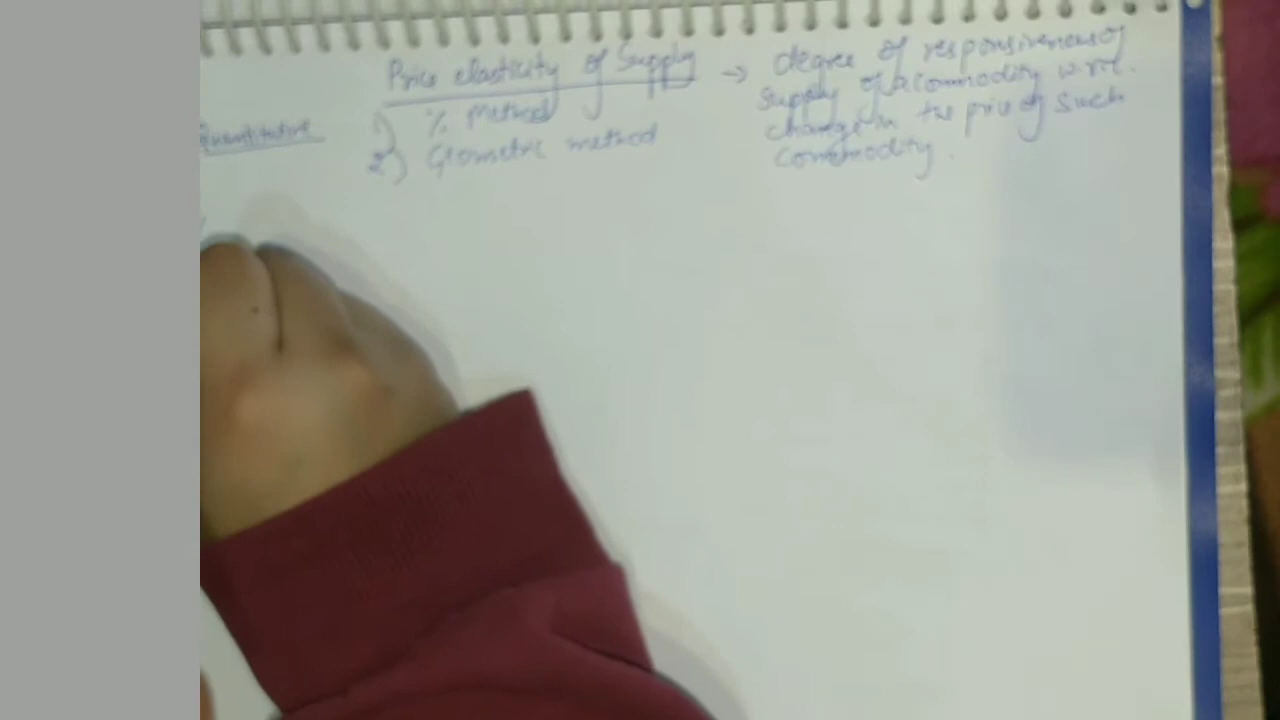 Price elasticity of Supply → degree of responsiveness of
supply of a commodity w.r.t.
change in the price of such
commodity.
1) % method
2) Geometric method
Quantitative